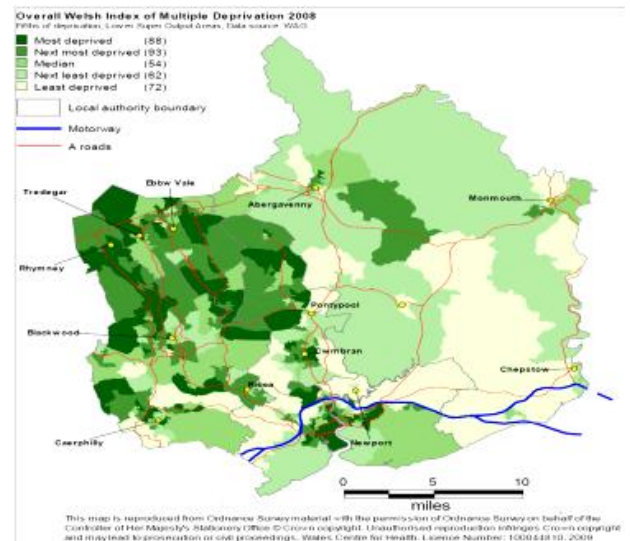 Overall Welsh Index of Multiple Deprivation 2008
Fifths of deprivation, Lower Super Output Areas, Data source: WAG
Most deprived (88)
Next most deprived (93)
Median (54)
Next least deprived (62)
Least deprived (72)
Local authority boundary
Motorway
A roads
Ebbw Vale
Tredegar
Abergavenny
Monmouth
Rhymney
Pontypool
Blackwood
Cwmbran
Chepstow
Risca
Caerphilly
Newport
0 5 10
miles
This map is reproduced from Ordnance Survey material with the permission of Ordnance Survey on behalf of the
Controller of Her Majesty's Stationery Office © Crown copyright. Unauthorised reproduction infringes Crown copyright
and may lead to prosecution or civil proceedings. Wales Centre for Health. Licence Number: 100044810. 2009